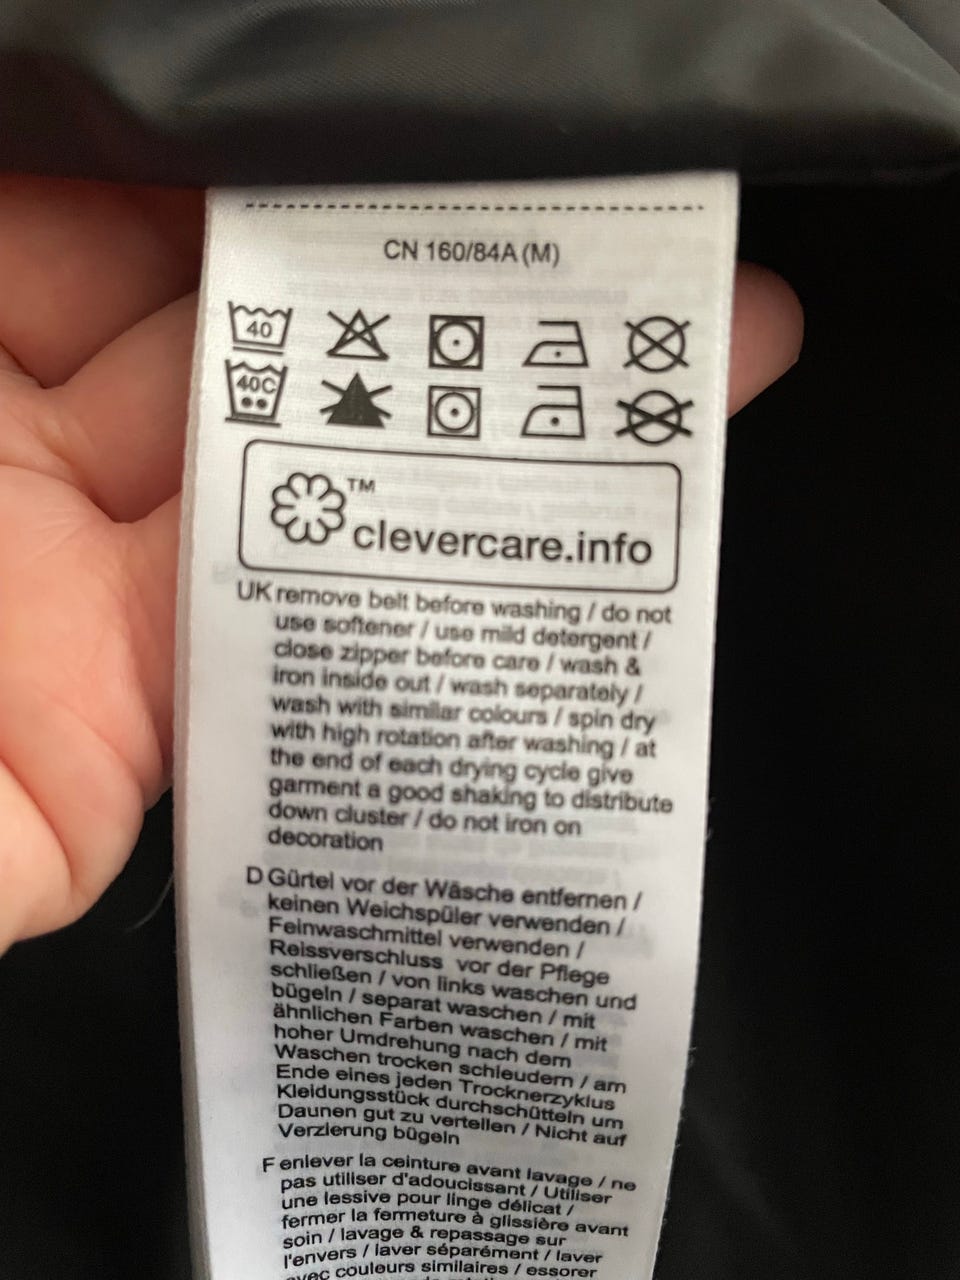 CN 160/84A (M)
40
40C
TM
clevercare.info
UK remove belt before washing / do not
use softener / use mild detergent /
close zipper before care / wash &
iron inside out / wash separately /
wash with similar colours / spin dry
with high rotation after washing / at
the end of each drying cycle give
garment a good shaking to distribute
down cluster / do not iron on
decoration
D Gürtel vor der Wäsche entfernen /
keinen Weichspüler verwenden /
Feinwaschmittel verwenden /
Reissverschluss vor der Pflege
schließen / von links waschen und
bügeln / separat waschen / mit
ähnlichen Farben waschen / mit
hoher Umdrehung nach dem
Waschen trocken schleudern / am
Ende eines jeden Trocknerzyklus
Kleidungsstück durchschütteln um
Daunen gut zu verteilen / Nicht auf
Verzierung bügeln
F enlever la ceinture avant lavage / ne
pas utiliser d'adoucissant / Utiliser
une lessive pour linge délicat /
fermer la fermeture à glissière avant
soin / lavage & repassage sur
l'envers / laver séparément / laver
avec couleurs similaires / essorer